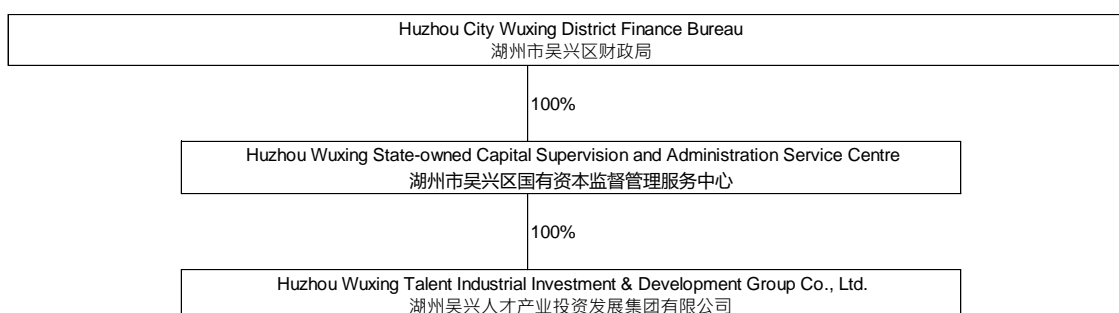 Huzhou City Wuxing District Finance Bureau
湖州市吴兴区财政局
100%
Huzhou Wuxing State-owned Capital Supervision and Administration Service Centre
湖州市吴兴区国有资本监督管理服务中心
100%
Huzhou Wuxing Talent Industrial Investment & Development Group Co., Ltd.
湖州吴兴人才产业投资发展集团有限公司